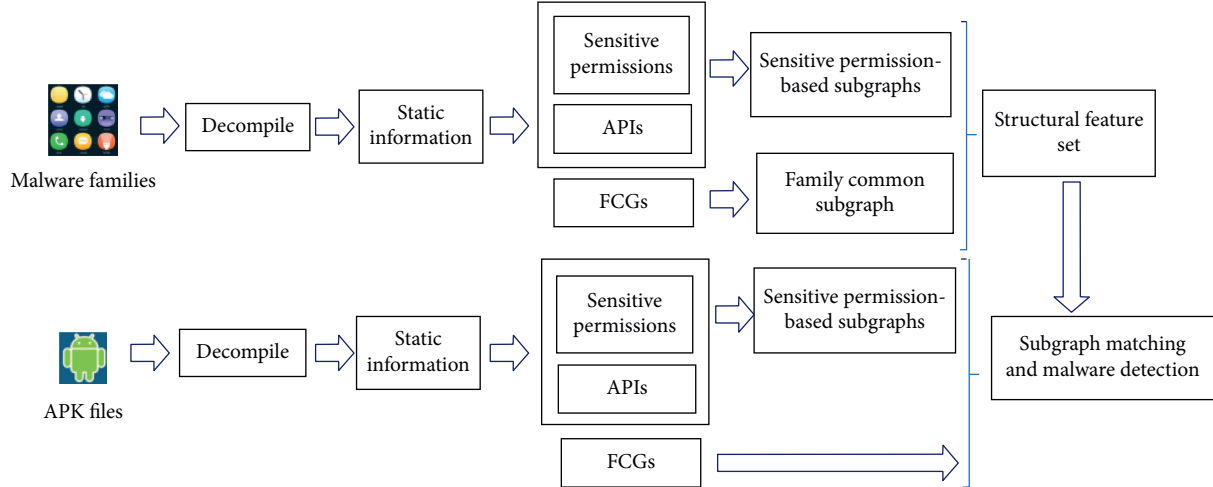 Malware families
Decompile
Static
information
Sensitive
permissions
APIs
FCGs
Sensitive permission-
based subgraphs
Family common
subgraph
Structural feature
set
APK files
Decompile
Static
information
Sensitive
permissions
APIs
FCGs
Sensitive permission-
based subgraphs
Subgraph matching
and malware detection